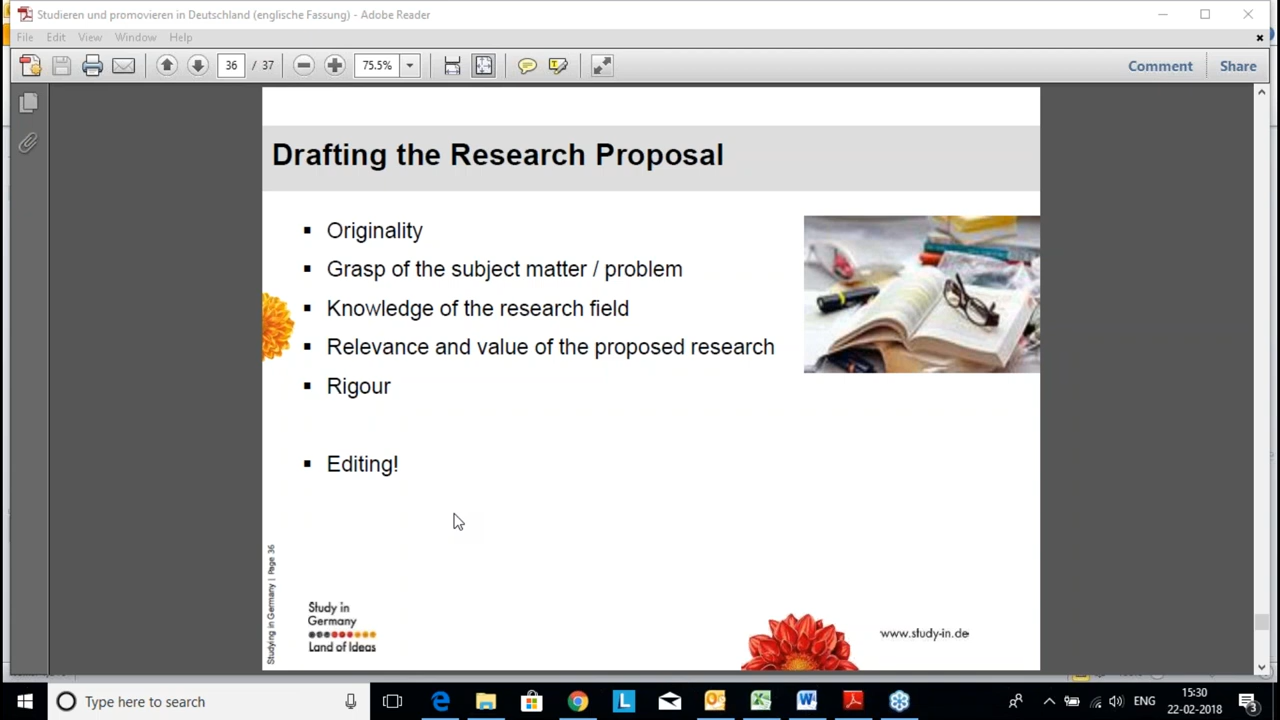 Studieren und promovieren in Deutschland (englische Fassung) - Adobe Reader
File Edit View Window Help
36 / 37 75.5% Comment Share
Drafting the Research Proposal
▪ Originality
▪ Grasp of the subject matter / problem
▪ Knowledge of the research field
▪ Relevance and value of the proposed research
▪ Rigour
▪ Editing!
Studying in Germany | Page 36
Study in
Germany
Land of Ideas
www.study-in.de
Type here to search
ENG
15:30
22-02-2018
3